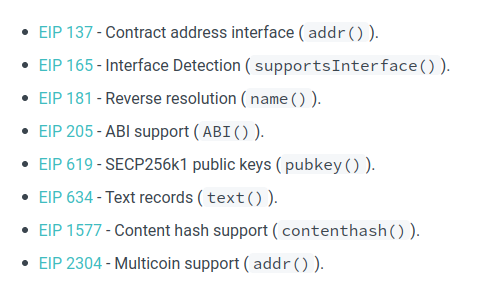 EIP 137 - Contract address interface ( addr() ).
EIP 165 - Interface Detection ( supportsInterface() ).
EIP 181 - Reverse resolution ( name() ).
EIP 205 - ABI support ( ABI() ).
EIP 619 - SECP256k1 public keys ( pubkey() ).
EIP 634 - Text records ( text() ).
EIP 1577 - Content hash support ( contenthash() ).
EIP 2304 - Multicoin support ( addr() ).